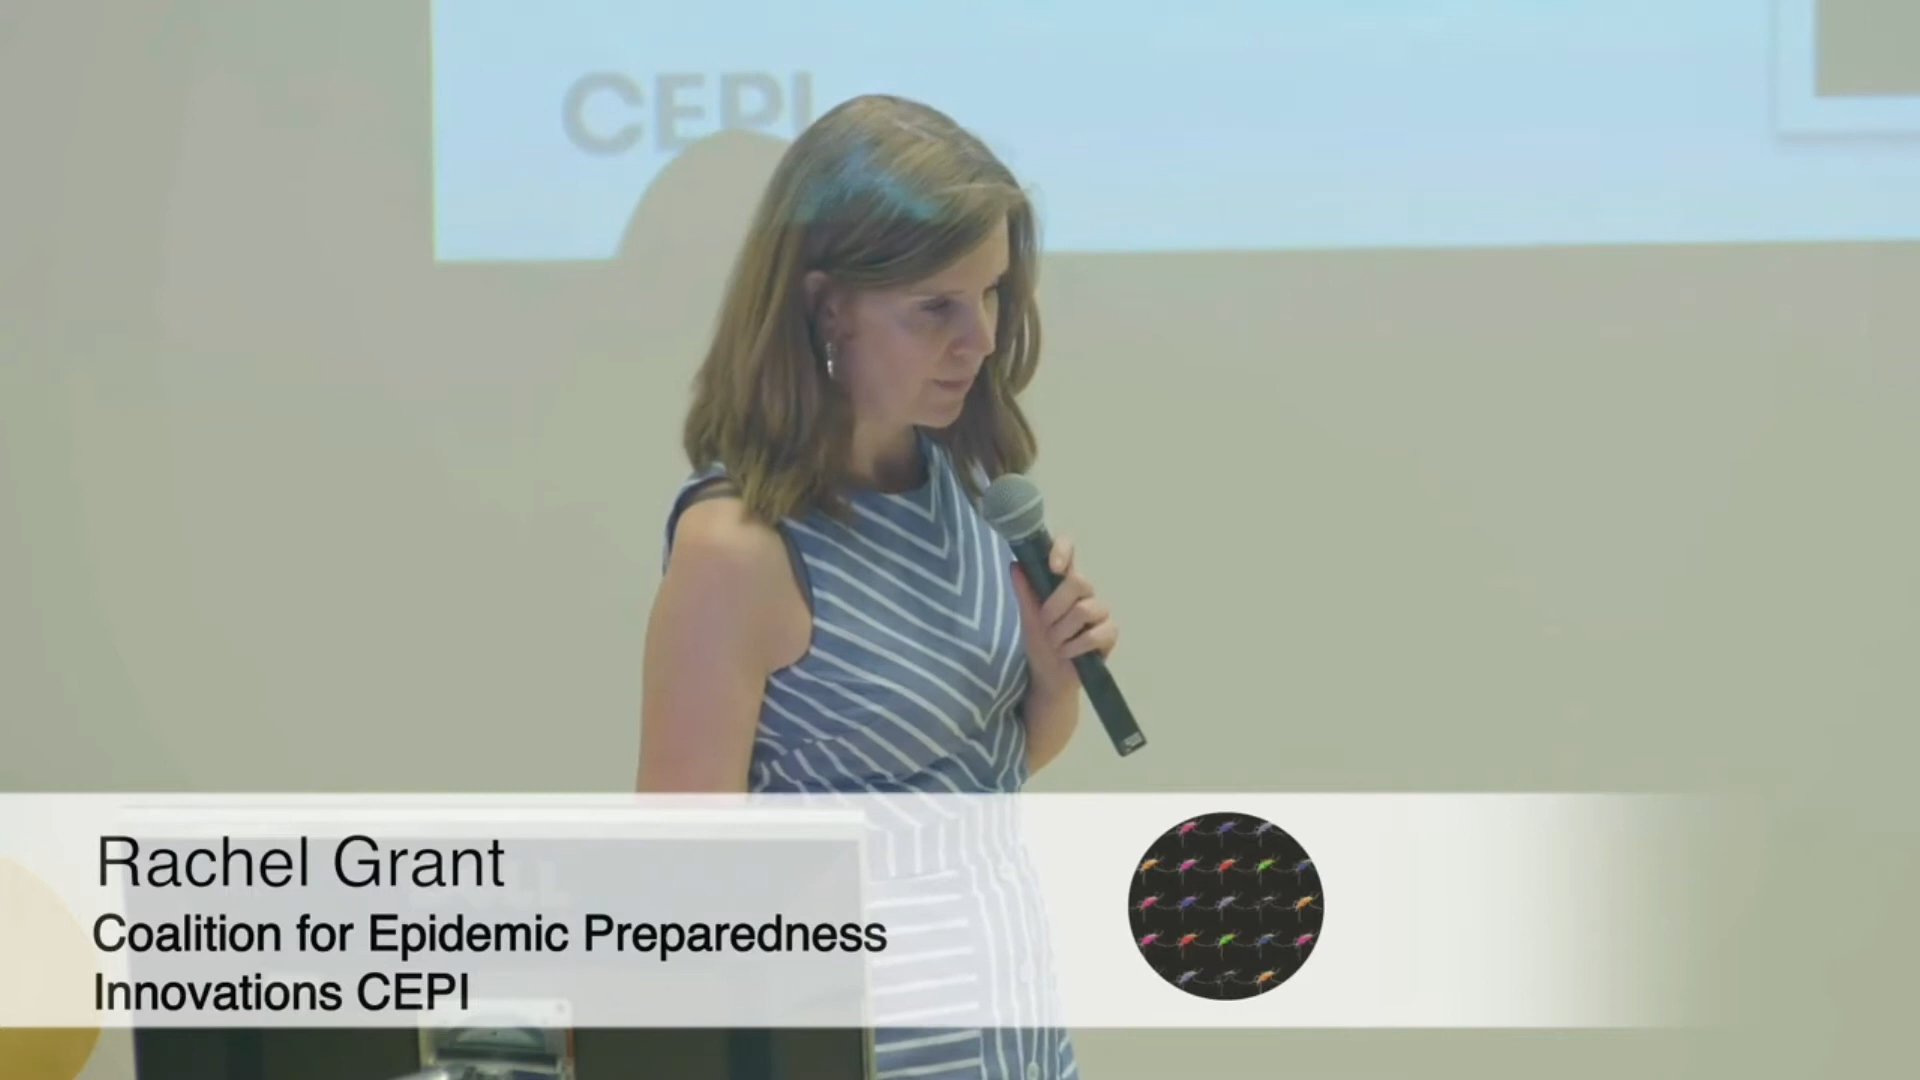 CEPI
Rachel Grant
Coalition for Epidemic Preparedness
Innovations CEPI